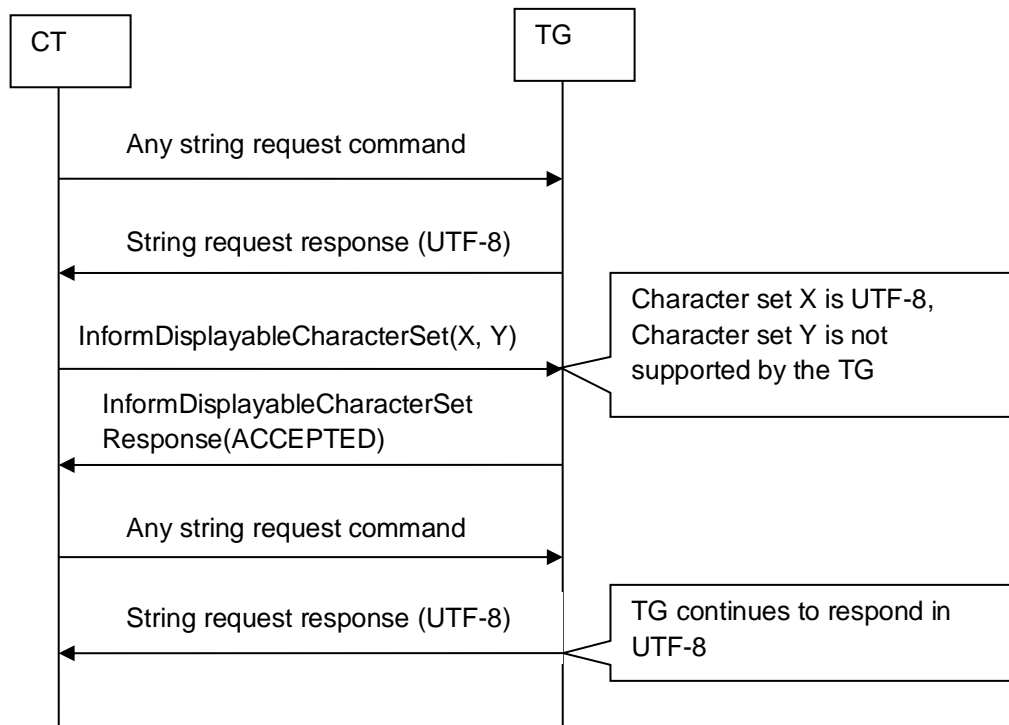 CT
TG
Any string request command
String request response (UTF-8)
Character set X is UTF-8,
Character set Y is not
supported by the TG
InformDisplayableCharacterSet(X, Y)
InformDisplayableCharacterSet
Response(ACCEPTED)
Any string request command
String request response (UTF-8)
TG continues to respond in
UTF-8